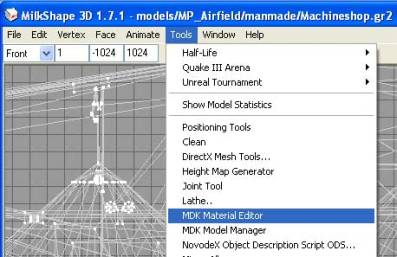 MilkShape 3D 1.7.1 - models/MP_Airfield/manmade/Machineshop.gr2
File Edit Vertex Face Animate Tools Window Help
Front 1 -1024 1024
Half-Life
Quake III Arena
Unreal Tournament
Show Model Statistics
Positioning Tools
Clean
DirectX Mesh Tools...
Height Map Generator
Joint Tool
Lathe..
MDK Material Editor
MDK Model Manager
NovodeX Object Description Script ODS...